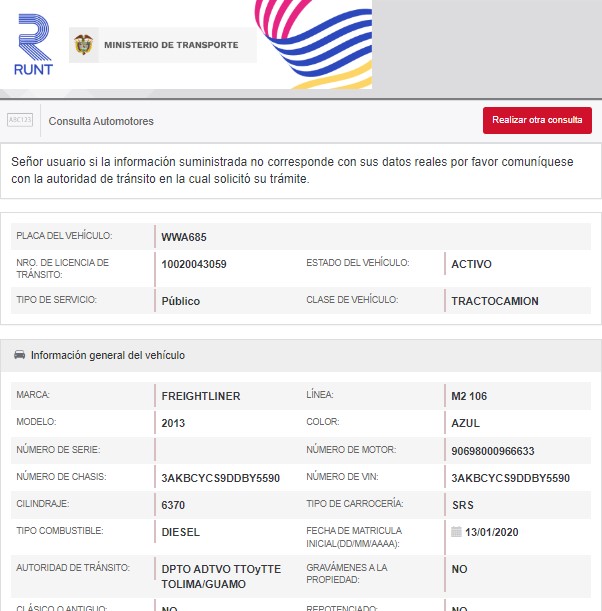 RUNT
MINISTERIO DE TRANSPORTE
ABC123
Consulta Automotores
Realizar otra consulta
Señor usuario si la información suministrada no corresponde con sus datos reales por favor comuníquese
con la autoridad de tránsito en la cual solicitó su trámite.
PLACA DEL VEHÍCULO: WWA685
NRO. DE LICENCIA DE
TRÁNSITO: 10020043059 ESTADO DEL VEHÍCULO: ACTIVO
TIPO DE SERVICIO: Público CLASE DE VEHÍCULO: TRACTOCAMION
Información general del vehículo
MARCA: FREIGHTLINER LÍNEA: M2 106
MODELO: 2013 COLOR: AZUL
NÚMERO DE SERIE: NÚMERO DE MOTOR: 90698000966633
NÚMERO DE CHASIS: 3AKBCYCS9DDBY5590 NÚMERO DE VIN: 3AKBCYCS9DDBY5590
CILINDRAJE: 6370 TIPO DE CARROCERÍA: SRS
TIPO COMBUSTIBLE: DIESEL FECHA DE MATRICULA
INICIAL(DD/MM/AAAA): 13/01/2020
AUTORIDAD DE TRÁNSITO: DPTO ADTVO TTOyTTE
TOLIMA/GUAMO GRAVÁMENES A LA
PROPIEDAD: NO
CLÁSICO O ANTIGUO: NO REPOTENCIADO: NO